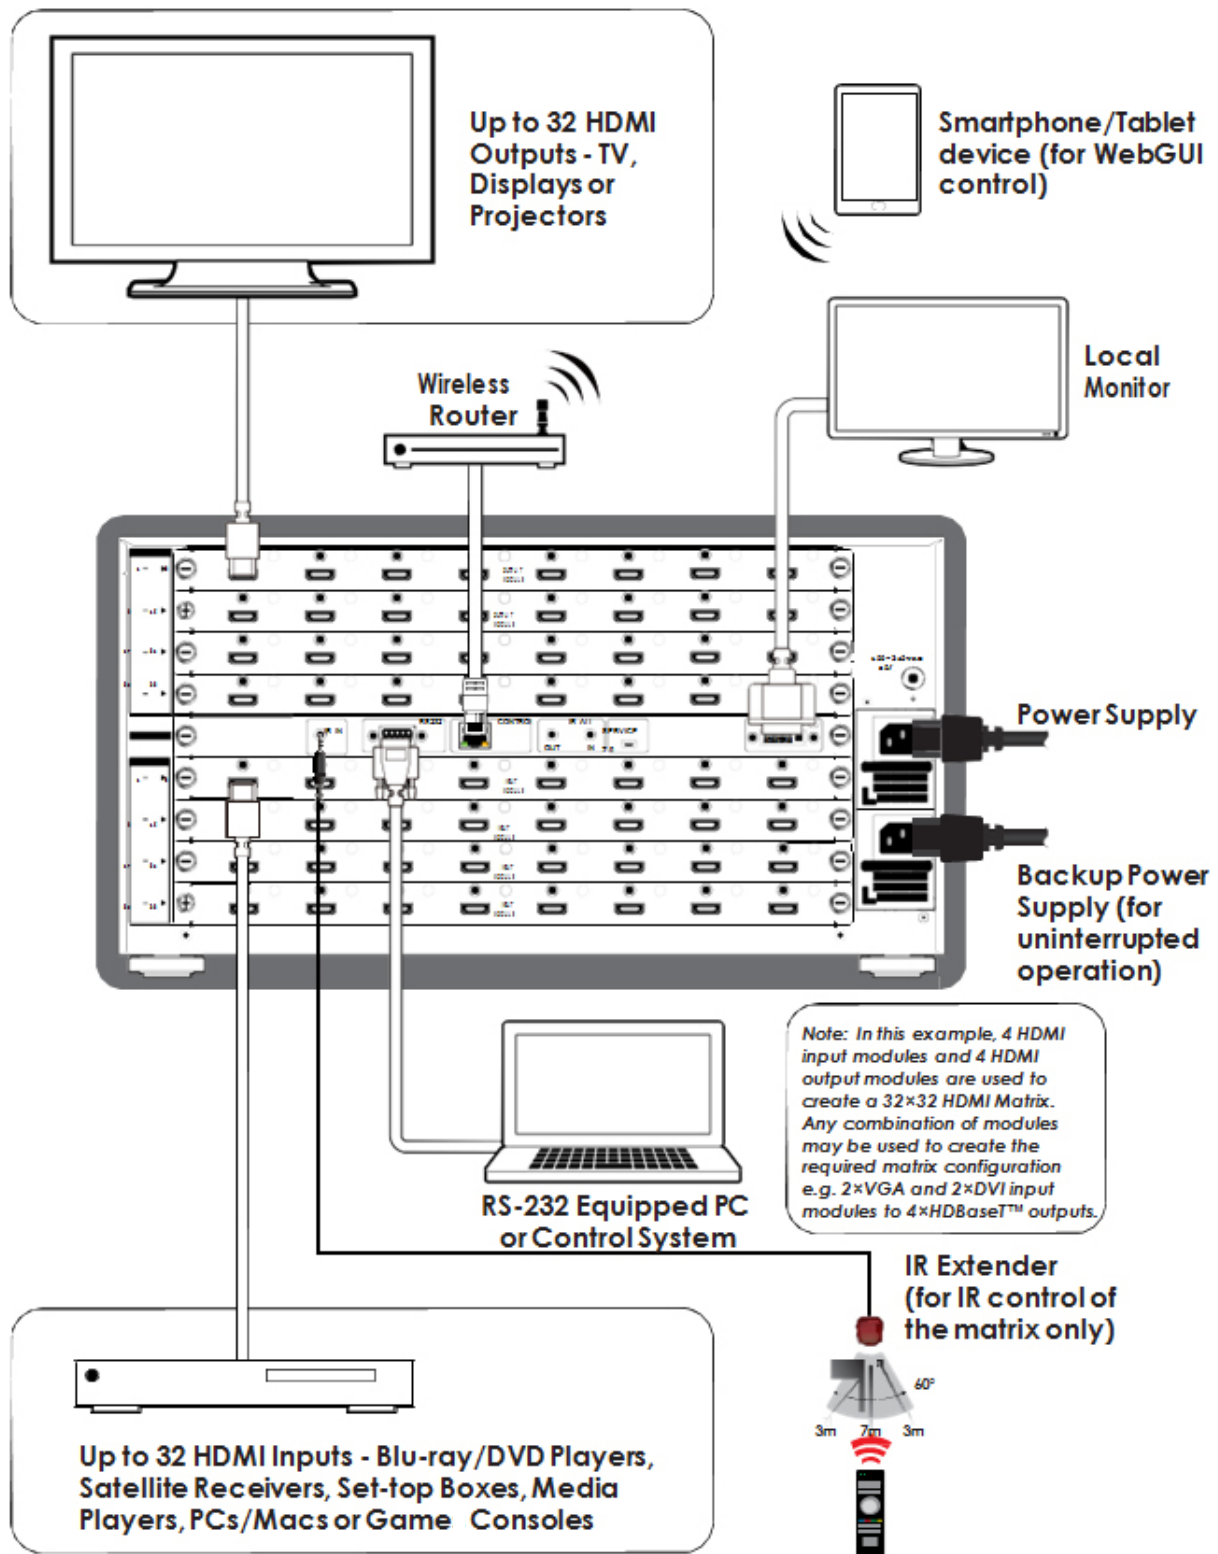 Up to 32 HDMI
Outputs - TV,
Displays or
Projectors
Smartphone/Tablet
device (for WebGUI
control)
Local
Monitor
Wireless
Router
IR IN
RS232
CONTROL
IR ALL
OUT
IN
SERVICE
Power Supply
Backup Power
Supply (for
uninterrupted
operation)
Note: In this example, 4 HDMI
input modules and 4 HDMI
output modules are used to
create a 32×32 HDMI Matrix.
Any combination of modules
may be used to create the
required matrix configuration
e.g. 2×VGA and 2×DVI input
modules to 4×HDBaseT™ outputs.
RS-232 Equipped PC
or Control System
IR Extender
(for IR control of
the matrix only)
60°
3m
7m
3m
Up to 32 HDMI Inputs - Blu-ray/DVD Players,
Satellite Receivers, Set-top Boxes, Media
Players, PCs/Macs or Game Consoles